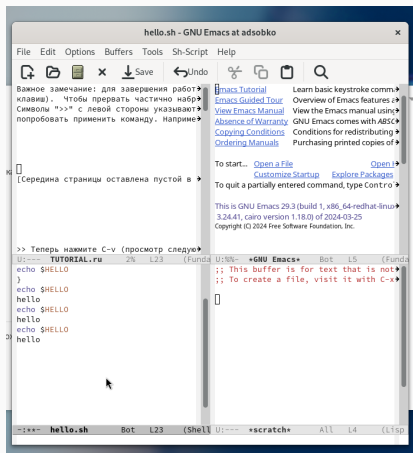 hello.sh - GNU Emacs at adsobko
File Edit Options Buffers Tools Sh-Script Help
Save Undo
Важное замечание: для завершения работ
клавиш). Чтобы прервать частично набр
Символы ">>" с левой стороны указывают
попробовать применить команду. Наприме
[Середина страницы оставлена пустой в
>> Теперь нажмите C-v (просмотр следую
U:--- TUTORIAL.ru 2% L23 (Funda
Emacs Tutorial Learn basic keystroke comm
Emacs Guided Tour Overview of Emacs features a
View Emacs Manual View the Emacs manual using
Absence of Warranty GNU Emacs comes with ABSO
Copying Conditions Conditions for redistributing
Ordering Manuals Purchasing printed copies of
To start... Open a File Open
Customize Startup Explore Packages
To quit a partially entered command, type Contro
This is GNU Emacs 29.3 (build 1, x86_64-redhat-linu
3.24.41, cairo version 1.18.0) of 2024-03-25
Copyright (C) 2024 Free Software Foundation, Inc.
U:%%- *GNU Emacs* Bot L5 (Funda
echo $HELLO
}
echo $HELLO
hello
echo $HELLO
hello
echo $HELLO
hello
-:**- hello.sh Bot L23 (Shell
;; This buffer is for text that is not
;; To create a file, visit it with C-x
U:--- *scratch* All L4 (Lisp